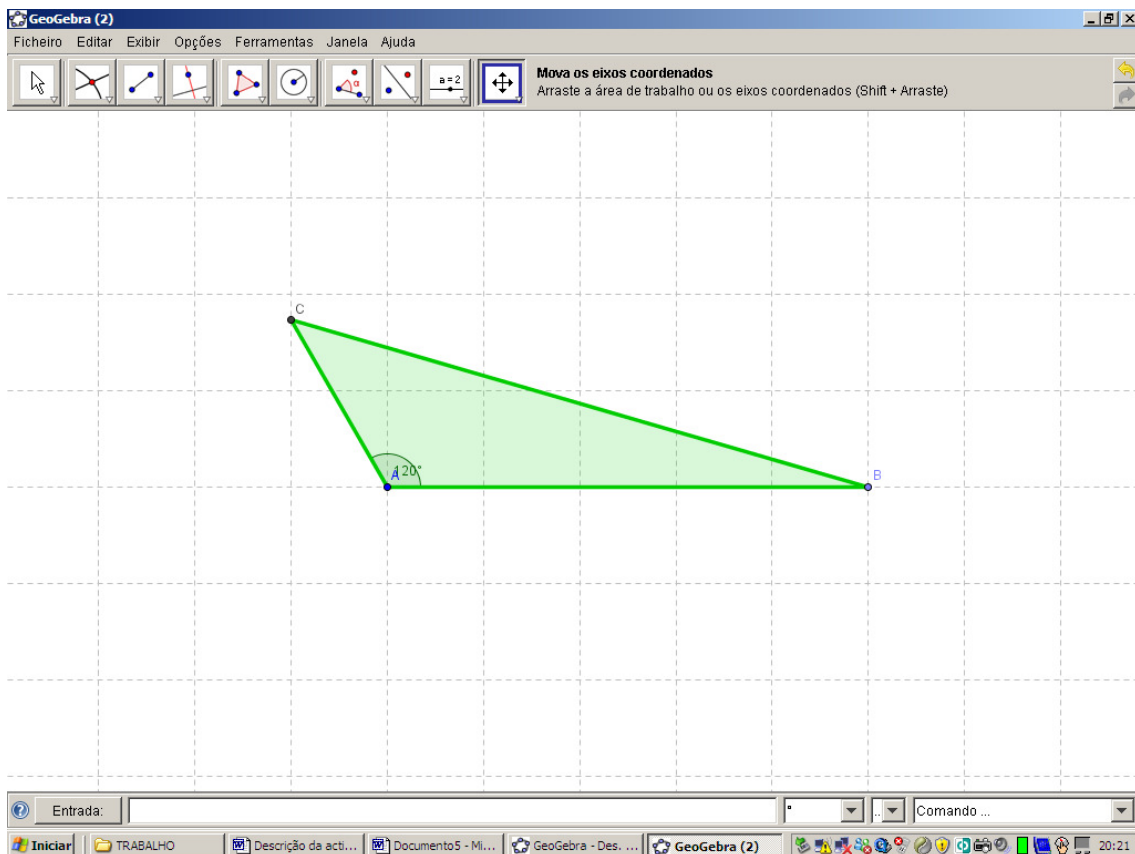 GeoGebra (2)
Ficheiro Editar Exibir Opções Ferramentas Janela Ajuda
a = 2
Mova os eixos coordenados
Arraste a área de trabalho ou os eixos coordenados (Shift + Arraste)
C
A
120°
B
Entrada:
°
..
Comando ...
Iniciar
TRABALHO
Descrição da acti...
Documento5 - Mi...
GeoGebra - Des. ...
GeoGebra (2)
20:21